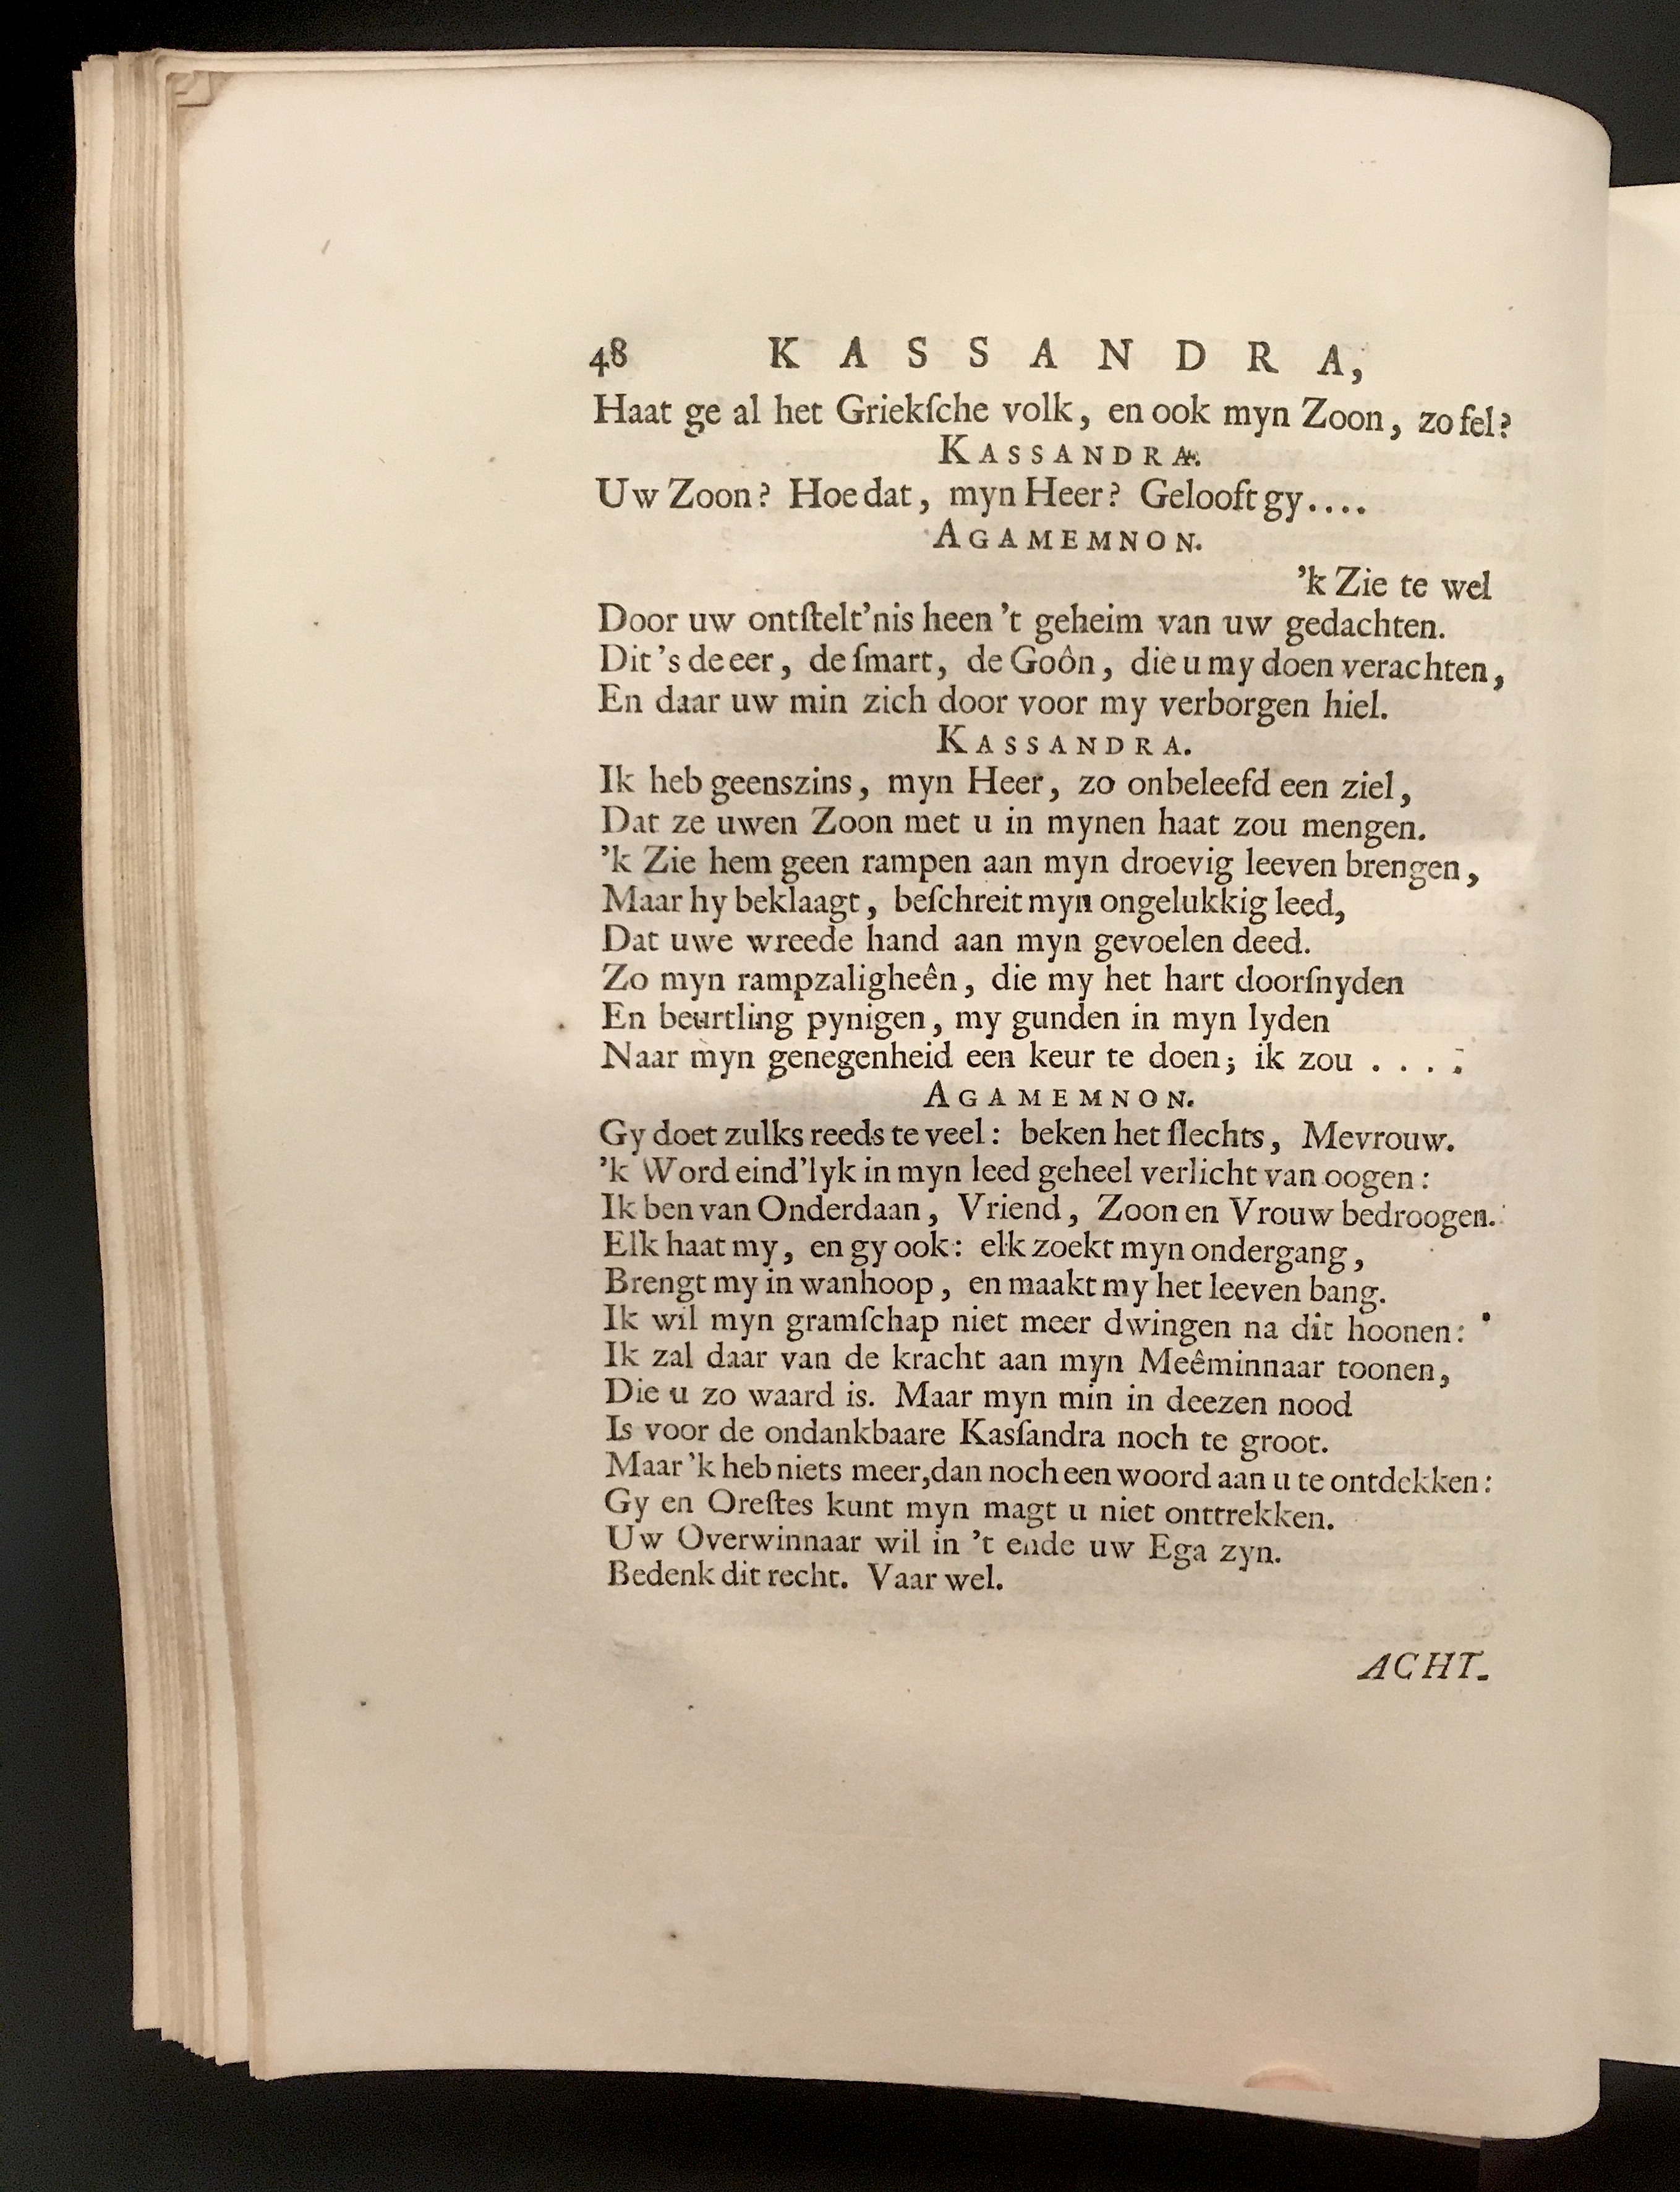 48 KASSANDRA,
Haat ge al het Griekſche volk, en ook myn Zoon, zo fel?
KASSANDRA.
Uw Zoon? Hoe dat, myn Heer? Gelooft gy....
AGAMEMNON.
'k Zie te wel
Door uw ontſtelt'nis heen 't geheim van uw gedachten.
Dit 's de eer, de ſmart, de Goôn, die u my doen verachten,
En daar uw min zich door voor my verborgen hiel.
KASSANDRA.
Ik heb geenszins, myn Heer, zo onbeleefd een ziel,
Dat ze uwen Zoon met u in mynen haat zou mengen.
'k Zie hem geen rampen aan myn droevig leeven brengen,
Maar hy beklaagt, beſchreit myn ongelukkig leed,
Dat uwe wreede hand aan myn gevoelen deed.
Zo myn rampzaligheên, die my het hart doorſnyden
En beurtling pynigen, my gunden in myn lyden
Naar myn genegenheid een keur te doen; ik zou ....
AGAMEMNON.
Gy doet zulks reeds te veel: beken het ſlechts, Mevrouw.
'k Word eind'lyk in myn leed geheel verlicht van oogen:
Ik ben van Onderdaan, Vriend, Zoon en Vrouw bedroogen.
Elk haat my, en gy ook: elk zoekt myn ondergang,
Brengt my in wanhoop, en maakt my het leeven bang.
Ik wil myn gramſchap niet meer dwingen na dit hoonen:
Ik zal daar van de kracht aan myn Meêminnaar toonen,
Die u zo waard is. Maar myn min in deezen nood
Is voor de ondankbaare Kasſandra noch te groot.
Maar 'k heb niets meer, dan noch een woord aan u te ontdekken:
Gy en Oreſtes kunt myn magt u niet onttrekken.
Uw Overwinnaar wil in 't ende uw Ega zyn.
Bedenk dit recht. Vaar wel.
ACHT-